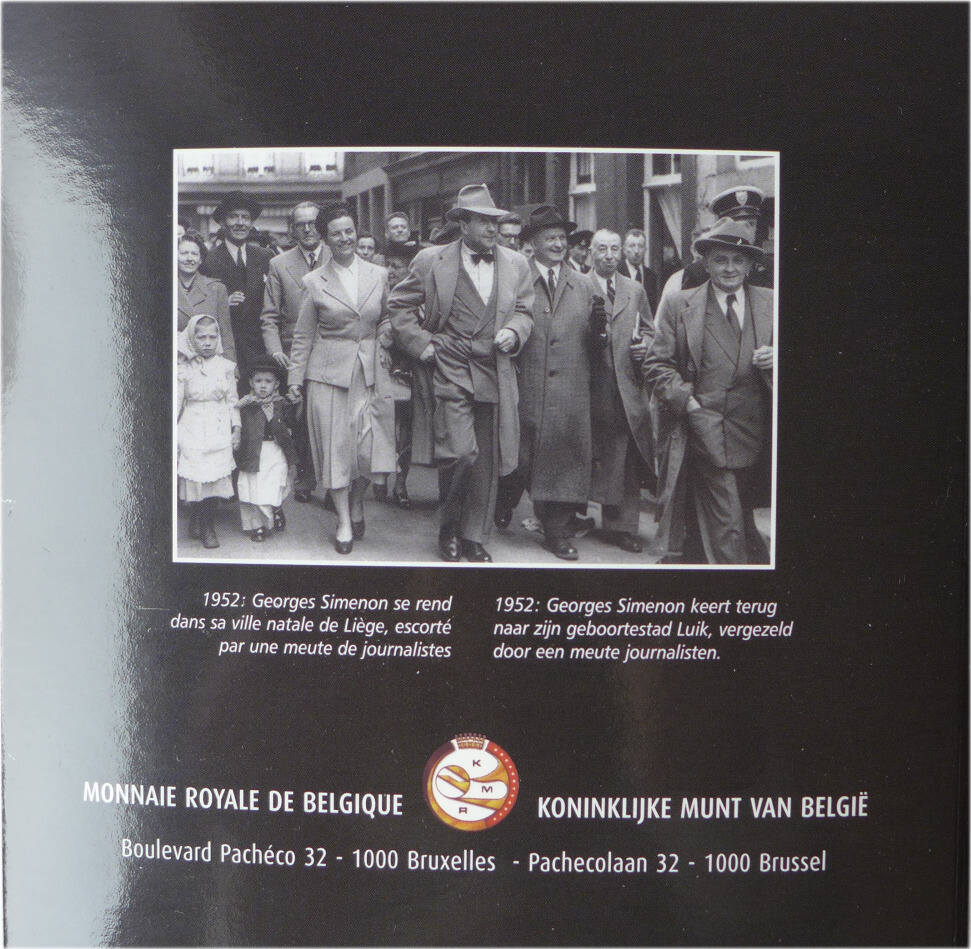 1952: Georges Simenon se rend
dans sa ville natale de Liège, escorté
par une meute de journalistes
1952: Georges Simenon keert terug
naar zijn geboortestad Luik, vergezeld
door een meute journalisten.
K
M
R
MONNAIE ROYALE DE BELGIQUE
KONINKLIJKE MUNT VAN BELGIË
Boulevard Pachéco 32 - 1000 Bruxelles - Pachecolaan 32 - 1000 Brussel